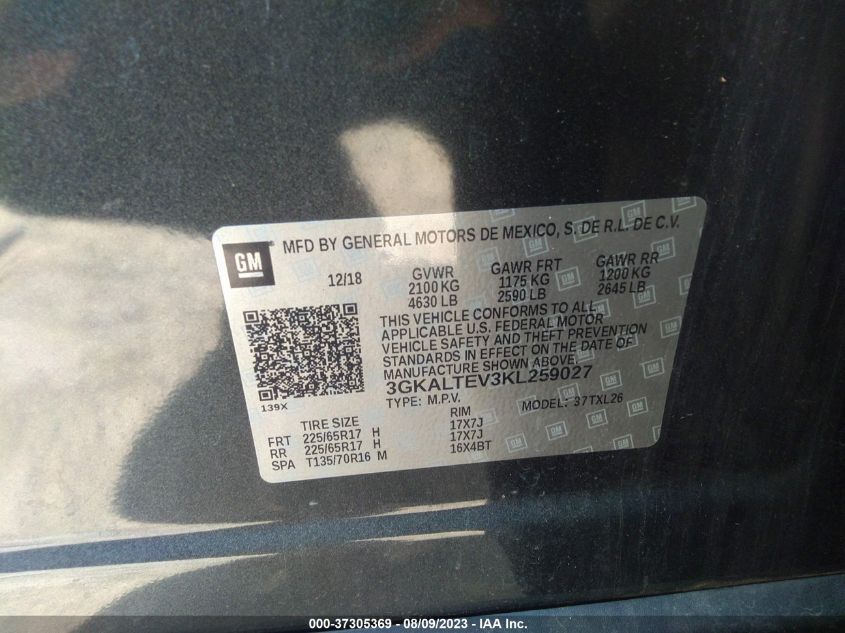 GM
MFD BY GENERAL MOTORS DE MEXICO, S. DE R.L. DE C.V.
12/18 GVWR GAWR FRT GAWR RR
2100 KG 1175 KG 1200 KG
4630 LB 2590 LB 2645 LB
THIS VEHICLE CONFORMS TO ALL
APPLICABLE U.S. FEDERAL MOTOR
VEHICLE SAFETY AND THEFT PREVENTION
STANDARDS IN EFFECT ON THE DATE OF
MANUFACTURE SHOWN ABOVE.
3GKALTEV3KL259027
TYPE: M.P.V. MODEL: 37TXL26
139X
TIRE SIZE RIM
FRT 225/65R17 H 17X7J
RR 225/65R17 H 17X7J
SPA T135/70R16 M 16X4BT
000-37305369 - 08/09/2023 - IAA Inc.